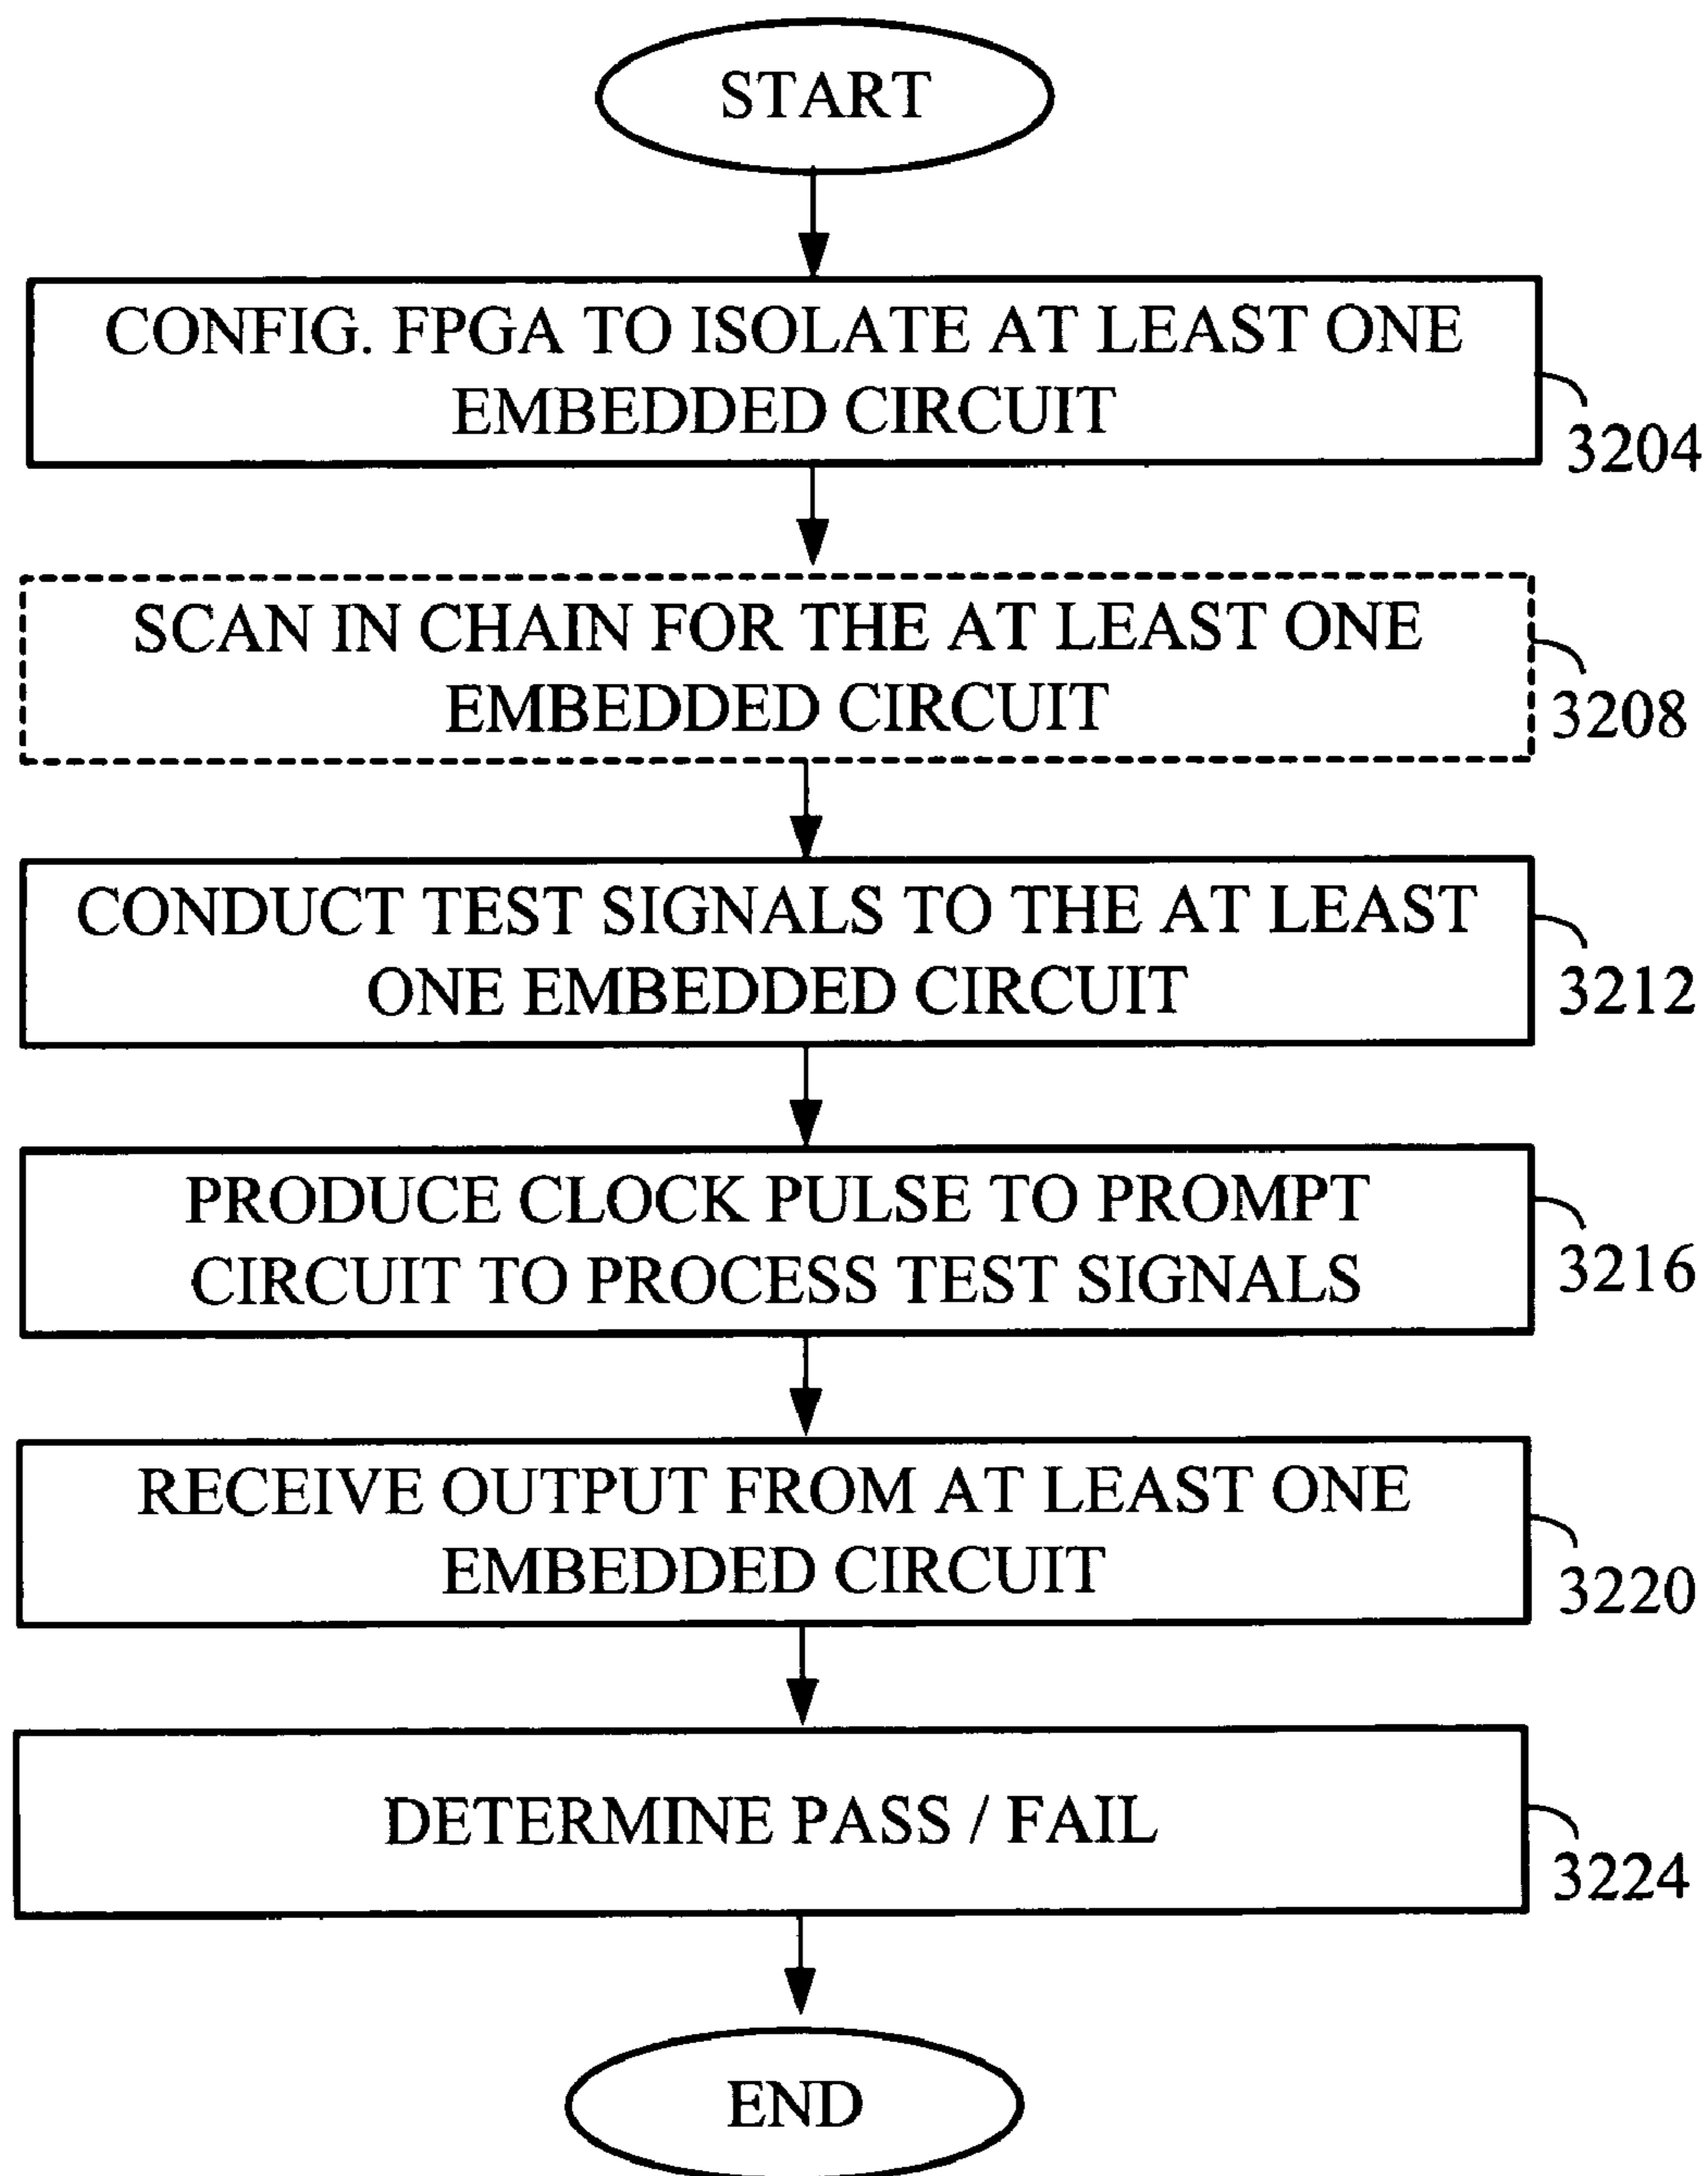 START
CONFIG. FPGA TO ISOLATE AT LEAST ONE
EMBEDDED CIRCUIT
3204
SCAN IN CHAIN FOR THE AT LEAST ONE
EMBEDDED CIRCUIT
3208
CONDUCT TEST SIGNALS TO THE AT LEAST
ONE EMBEDDED CIRCUIT
3212
PRODUCE CLOCK PULSE TO PROMPT
CIRCUIT TO PROCESS TEST SIGNALS
3216
RECEIVE OUTPUT FROM AT LEAST ONE
EMBEDDED CIRCUIT
3220
DETERMINE PASS / FAIL
3224
END